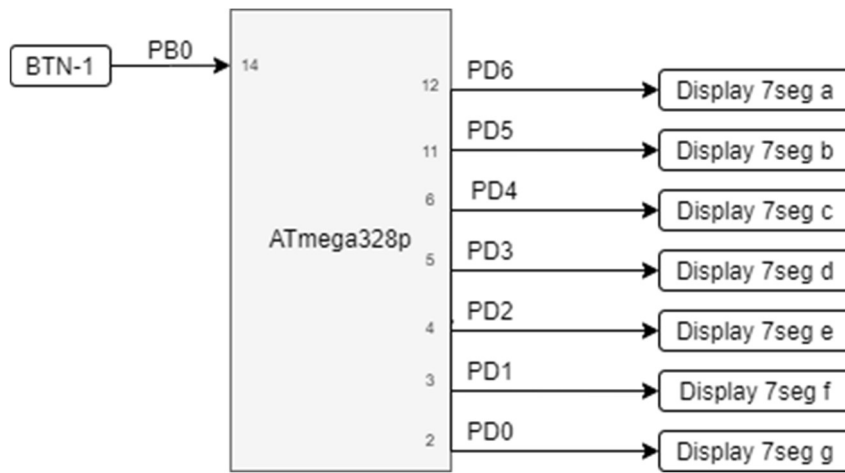 BTN-1
PB0
14
ATmega328p
12
PD6
Display 7seg a
11
PD5
Display 7seg b
6
PD4
Display 7seg c
5
PD3
Display 7seg d
4
PD2
Display 7seg e
3
PD1
Display 7seg f
2
PD0
Display 7seg g